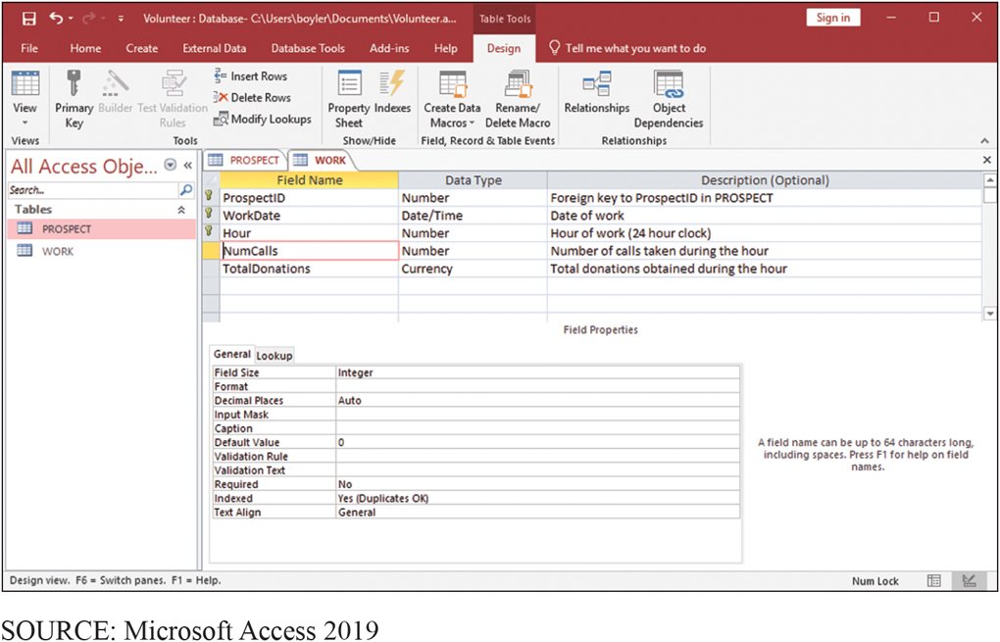 Volunteer : Database- C:\Users\boyler\Documents\Volunteer.a...
Table Tools
Sign in
File Home Create External Data Database Tools Add-ins Help Design Tell me what you want to do
View
Views
Primary Key
Builder
Test Validation Rules
Insert Rows
Delete Rows
Modify Lookups
Tools
Property Sheet
Indexes
Show/Hide
Create Data Macros
Rename/ Delete Macro
Field, Record & Table Events
Relationships
Object Dependencies
Relationships
All Access Obje...
Search...
Tables
PROSPECT
WORK
PROSPECT WORK
Field Name Data Type Description (Optional)
ProspectID Number Foreign key to ProspectID in PROSPECT
WorkDate Date/Time Date of work
Hour Number Hour of work (24 hour clock)
NumCalls Number Number of calls taken during the hour
TotalDonations Currency Total donations obtained during the hour
Field Properties
General Lookup
Field Size Integer
Format
Decimal Places Auto
Input Mask
Caption
Default Value 0
Validation Rule
Validation Text
Required No
Indexed Yes (Duplicates OK)
Text Align General
A field name can be up to 64 characters long,
including spaces. Press F1 for help on field
names.
Design view. F6 = Switch panes. F1 = Help.
Num Lock
SOURCE: Microsoft Access 2019